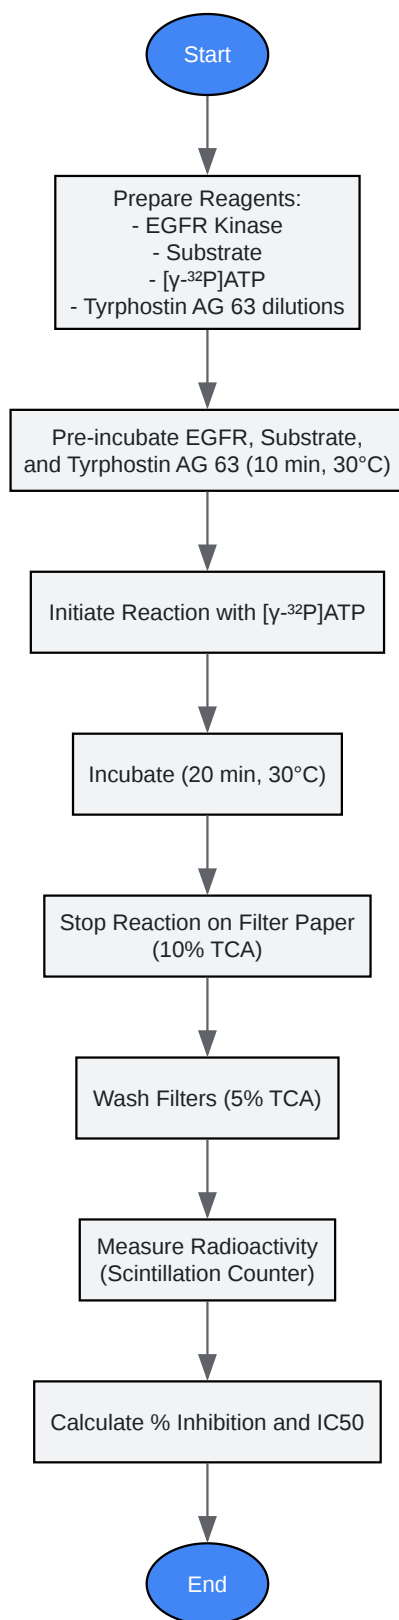 Start
Prepare Reagents:
- EGFR Kinase
- Substrate
- [γ-³²P]ATP
- Tyrphostin AG 63 dilutions
Pre-incubate EGFR, Substrate,
and Tyrphostin AG 63 (10 min, 30°C)
Initiate Reaction with [γ-³²P]ATP
Incubate (20 min, 30°C)
Stop Reaction on Filter Paper
(10% TCA)
Wash Filters (5% TCA)
Measure Radioactivity
(Scintillation Counter)
Calculate % Inhibition and IC50
End